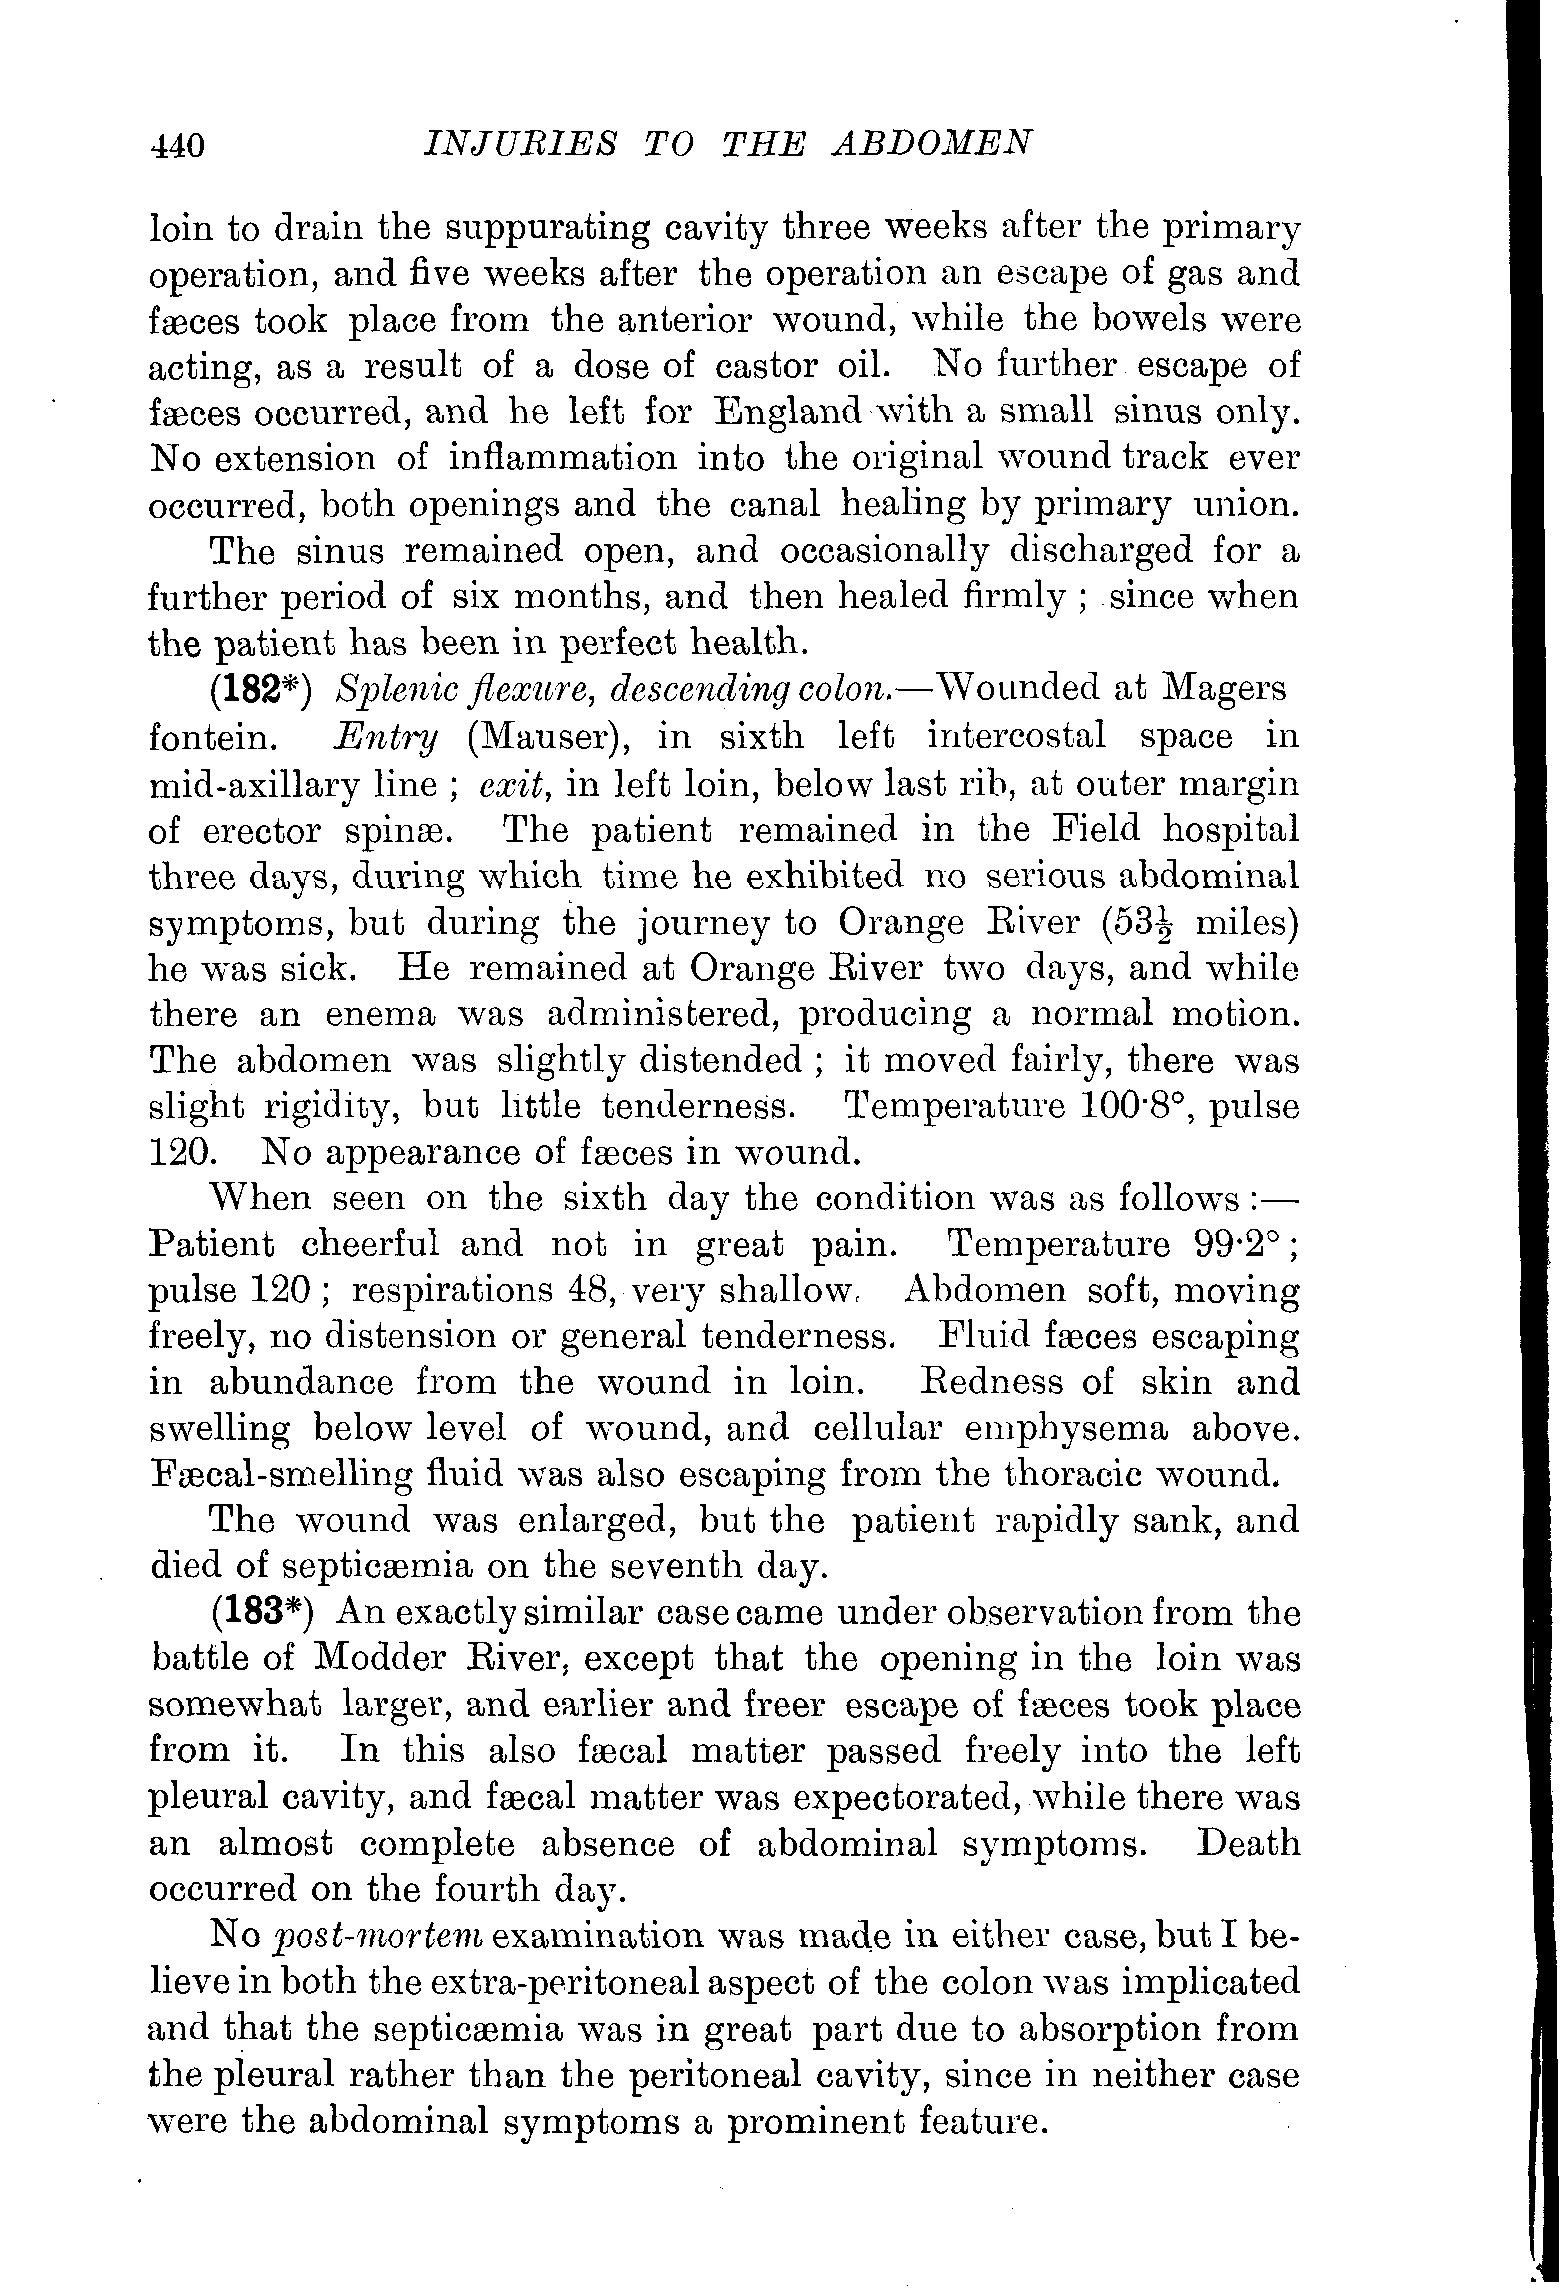 440 INJURIES TO THE ABDOMEN
loin to drain the suppurating cavity three weeks after the primary
operation, and five weeks after the operation an escape of gas and
fæces took place from the anterior wound, while the bowels were
acting, as a result of a dose of castor oil. No further escape of
fæces occurred, and he left for England with a small sinus only.
No extension of inflammation into the original wound track ever
occurred, both openings and the canal healing by primary union.
The sinus remained open, and occasionally discharged for a
further period of six months, and then healed firmly ; since when
the patient has been in perfect health.
(182*) Splenic flexure, descending colon.—Wounded at Magers
fontein. Entry (Mauser), in sixth left intercostal space in
mid-axillary line ; exit, in left loin, below last rib, at outer margin
of erector spinæ. The patient remained in the Field hospital
three days, during which time he exhibited no serious abdominal
symptoms, but during the journey to Orange River (53½ miles)
he was sick. He remained at Orange River two days, and while
there an enema was administered, producing a normal motion.
The abdomen was slightly distended ; it moved fairly, there was
slight rigidity, but little tenderness. Temperature 100·8°, pulse
120. No appearance of fæces in wound.
When seen on the sixth day the condition was as follows :—
Patient cheerful and not in great pain. Temperature 99·2° ;
pulse 120 ; respirations 48, very shallow. Abdomen soft, moving
freely, no distension or general tenderness. Fluid fæces escaping
in abundance from the wound in loin. Redness of skin and
swelling below level of wound, and cellular emphysema above.
Fæcal-smelling fluid was also escaping from the thoracic wound.
The wound was enlarged, but the patient rapidly sank, and
died of septicæmia on the seventh day.
(183*) An exactly similar case came under observation from the
battle of Modder River, except that the opening in the loin was
somewhat larger, and earlier and freer escape of fæces took place
from it. In this also fæcal matter passed freely into the left
pleural cavity, and fæcal matter was expectorated, while there was
an almost complete absence of abdominal symptoms. Death
occurred on the fourth day.
No post-mortem examination was made in either case, but I be-
lieve in both the extra-peritoneal aspect of the colon was implicated
and that the septicæmia was in great part due to absorption from
the pleural rather than the peritoneal cavity, since in neither case
were the abdominal symptoms a prominent feature.